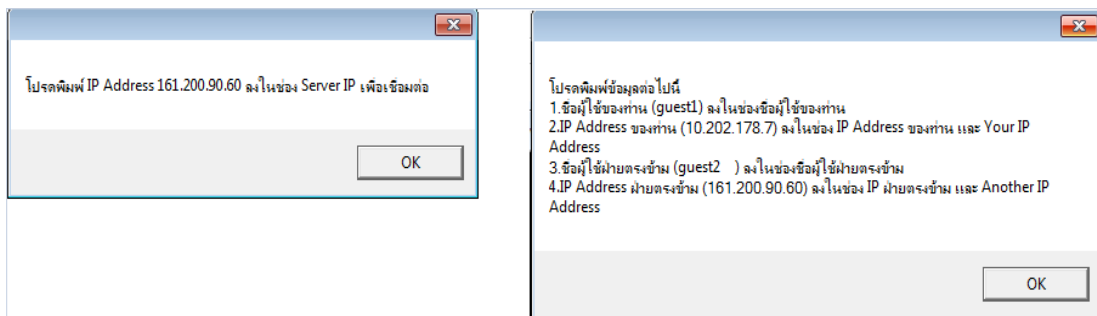 โปรดพิมพ์ IP Address 161.200.90.60 ลงในช่อง Server IP เพื่อเชื่อมต่อ
OK
โปรดพิมพ์ข้อมูลต่อไปนี้
1.ชื่อผู้ใช้ของท่าน (guest1) ลงในช่องชื่อผู้ใช้ของท่าน
2.IP Address ของท่าน (10.202.178.7) ลงในช่อง IP Address ของท่าน และ Your IP
Address
3.ชื่อผู้ใช้ฝ่ายตรงข้าม (guest2 ) ลงในช่องชื่อผู้ใช้ฝ่ายตรงข้าม
4.IP Address ฝ่ายตรงข้าม (161.200.90.60) ลงในช่อง IP ฝ่ายตรงข้าม และ Another IP
Address
OK